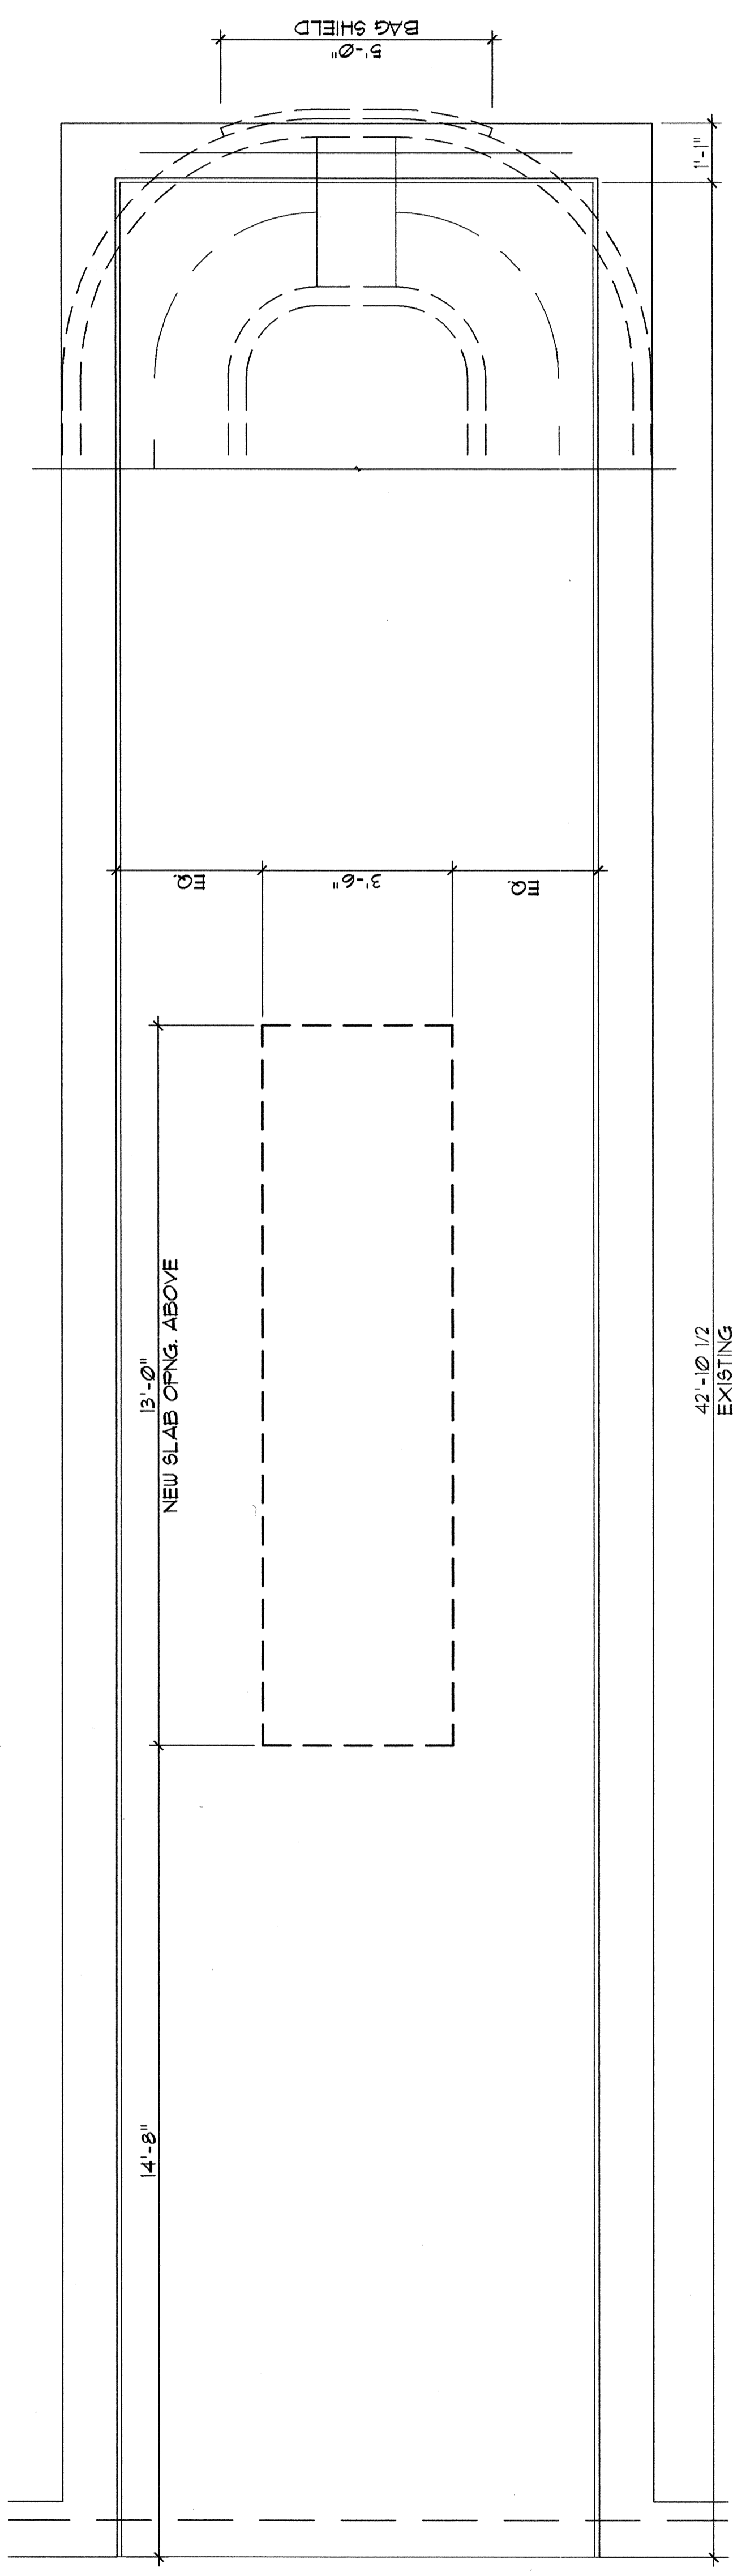 BAG SHIELD
5'-0"
1'-1"
EQ.
3'-6"
EQ.
13'-0"
NEW SLAB OPNG. ABOVE
42'-10 1/2
EXISTING
14'-8"